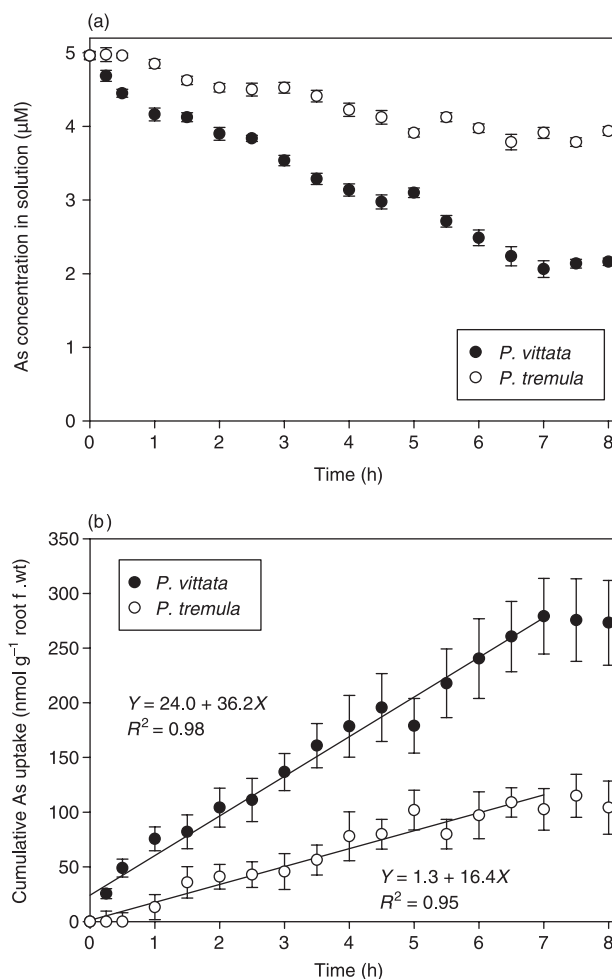 (a)
As concentration in solution (µM)
5
4
3
2
1
0
P. vittata
P. tremula
0 1 2 3 4 5 6 7 8
Time (h)
(b)
Cumulative As uptake (nmol g⁻¹ root f .wt)
350
300
250
200
150
100
50
0
P. vittata
P. tremula
Y = 24.0 + 36.2X
R² = 0.98
Y = 1.3 + 16.4X
R² = 0.95
0 1 2 3 4 5 6 7 8
Time (h)